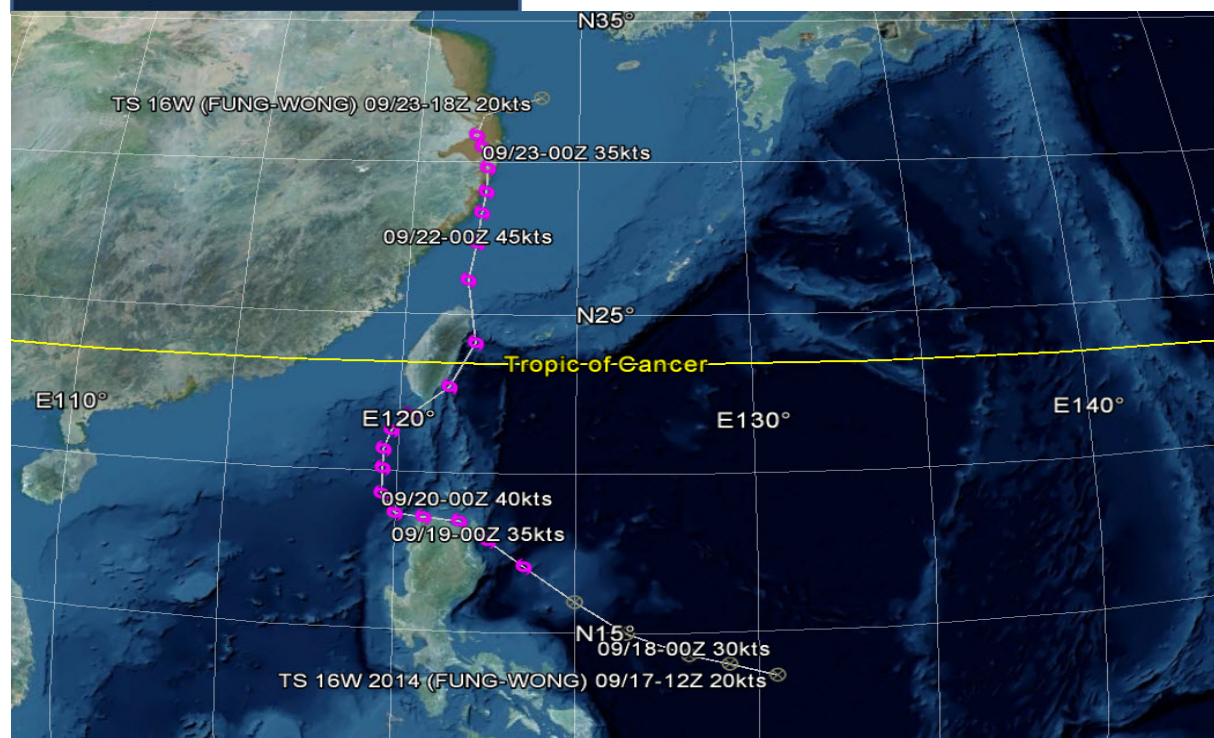 N35°
TS 16W (FUNG-WONG) 09/23-18Z 20kts
09/23-00Z 35kts
09/22-00Z 45kts
N25°
Tropic-of-Cancer
E110°
E120°
E130°
E140°
09/20-00Z 40kts
09/19-00Z 35kts
N15°
09/18-00Z 30kts
TS 16W 2014 (FUNG-WONG) 09/17-12Z 20kts